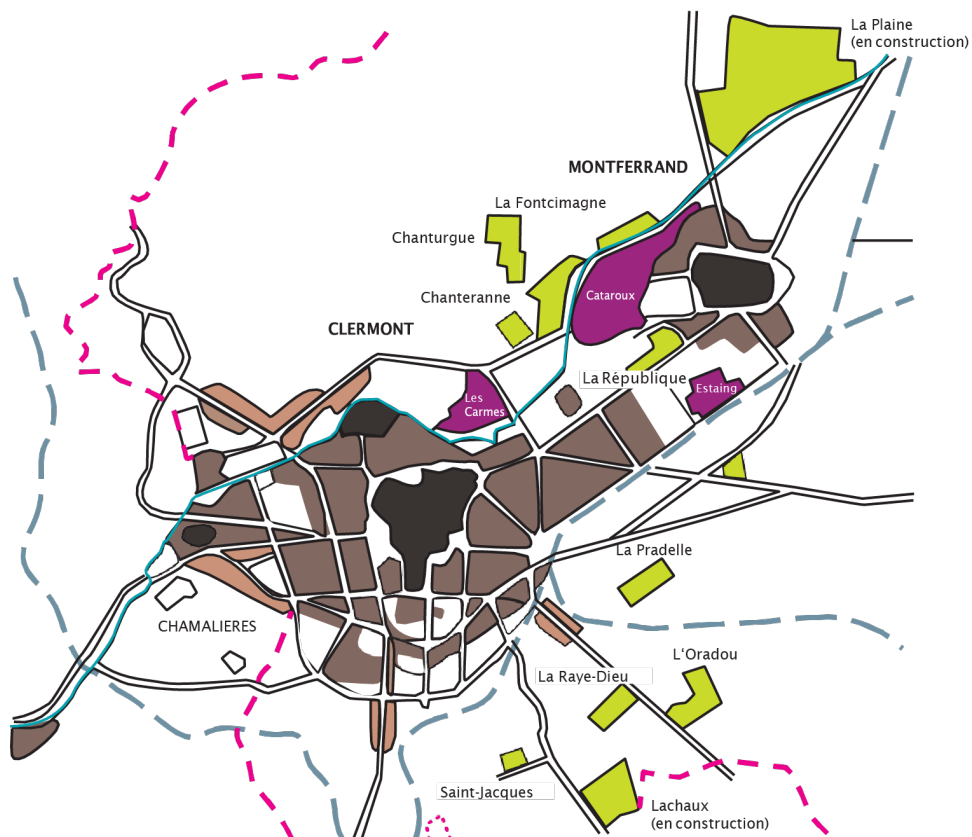 La Plaine
(en construction)
MONTFERRAND
La Fontcimagne
Chanturgue
Chanteranne
Cataroux
CLERMONT
La République
Estaing
Les
Carmes
La Pradelle
CHAMALIERES
L'Oradou
La Raye-Dieu
Saint-Jacques
Lachaux
(en construction)